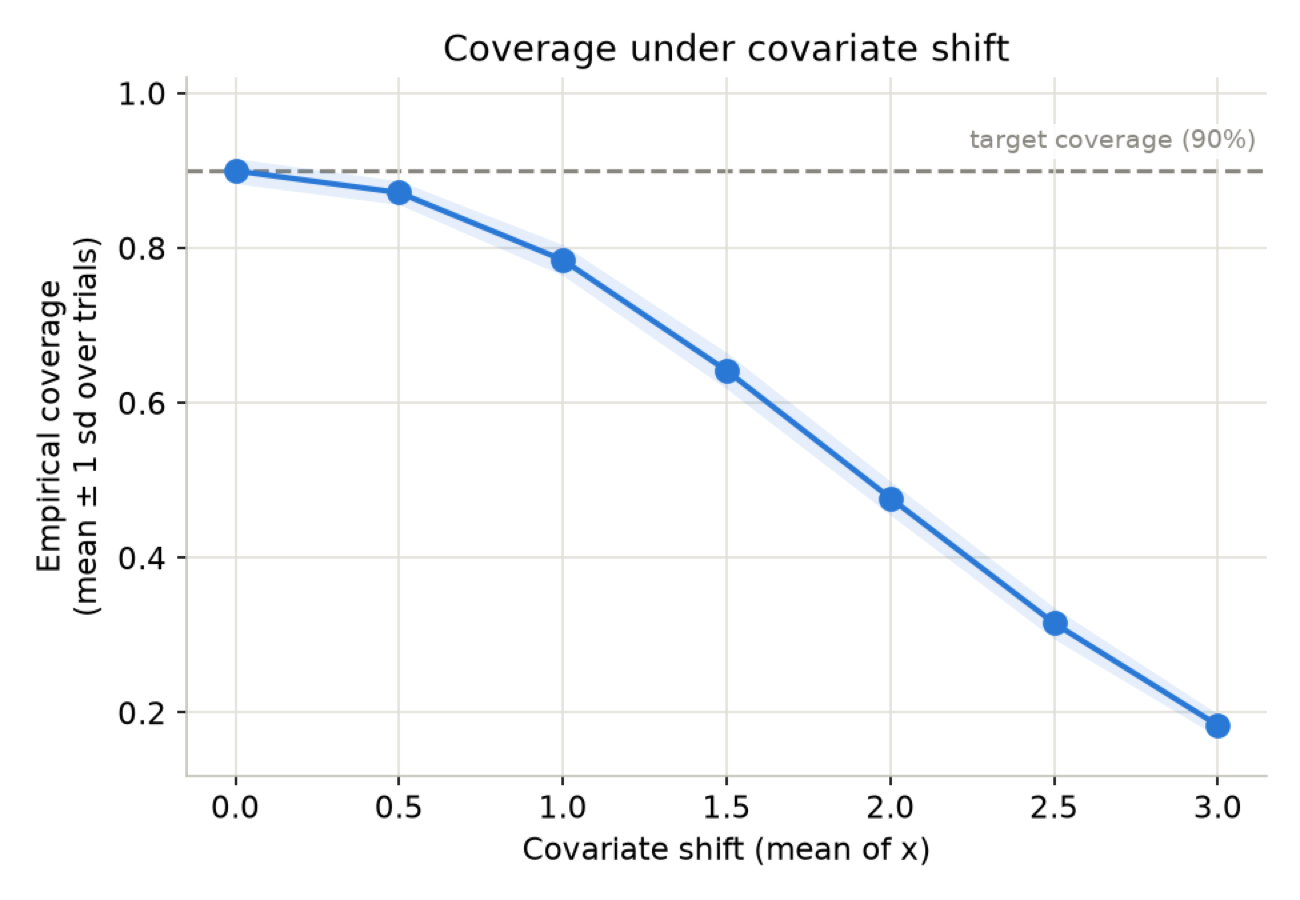 Coverage under covariate shift
1.0
0.8
0.6
0.4
0.2
Empirical coverage
(mean ± 1 sd over trials)
target coverage (90%)
0.0 0.5 1.0 1.5 2.0 2.5 3.0
Covariate shift (mean of x)